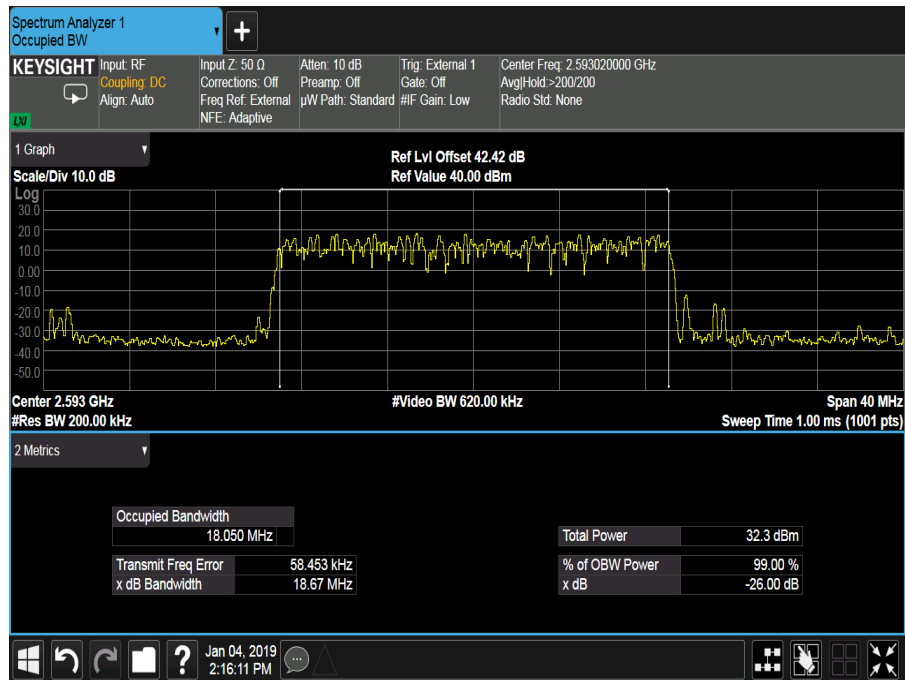 Spectrum Analyzer 1
Occupied BW
+
KEYSIGHT Input: RF Input Z: 50 Ω Atten: 10 dB Trig: External 1 Center Freq: 2.593020000 GHz
Coupling: DC Corrections: Off Preamp: Off Gate: Off Avg|Hold:>200/200
Align: Auto Freq Ref: External µW Path: Standard #IF Gain: Low Radio Std: None
LXI NFE: Adaptive
1 Graph
Ref Lvl Offset 42.42 dB
Scale/Div 10.0 dB Ref Value 40.00 dBm
Log
30.0
20.0
10.0
0.00
-10.0
-20.0
-30.0
-40.0
-50.0
Center 2.593 GHz #Video BW 620.00 kHz Span 40 MHz
#Res BW 200.00 kHz Sweep Time 1.00 ms (1001 pts)
2 Metrics
Occupied Bandwidth
18.050 MHz Total Power 32.3 dBm
Transmit Freq Error 58.453 kHz % of OBW Power 99.00 %
x dB Bandwidth 18.67 MHz x dB -26.00 dB
? Jan 04, 2019
2:16:11 PM